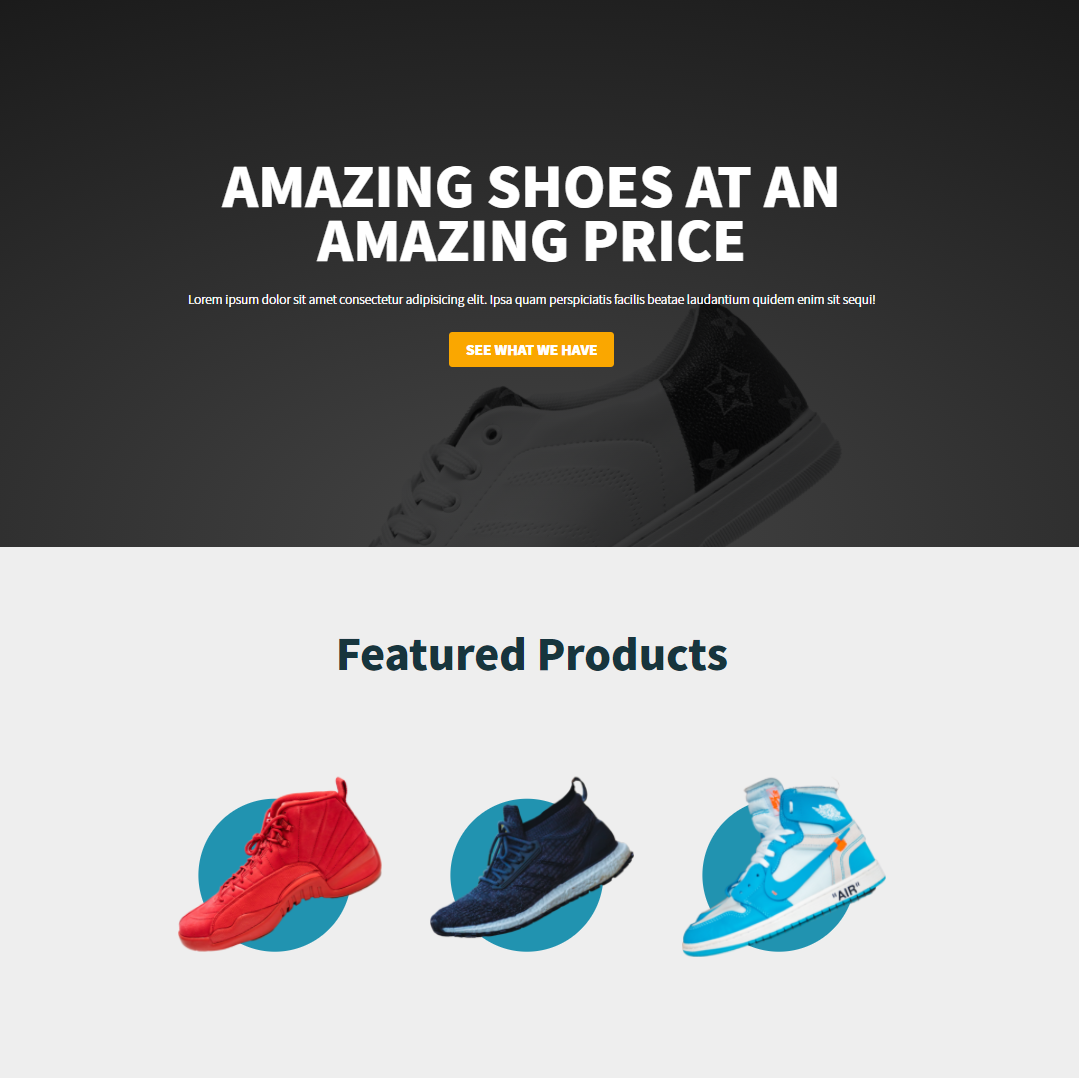 AMAZING SHOES AT AN
AMAZING PRICE
Lorem ipsum dolor sit amet consectetur adipisicing elit. Ipsa quam perspiciatis facilis beatae laudantium quidem enim sit sequi!
SEE WHAT WE HAVE
Featured Products
"AIR"